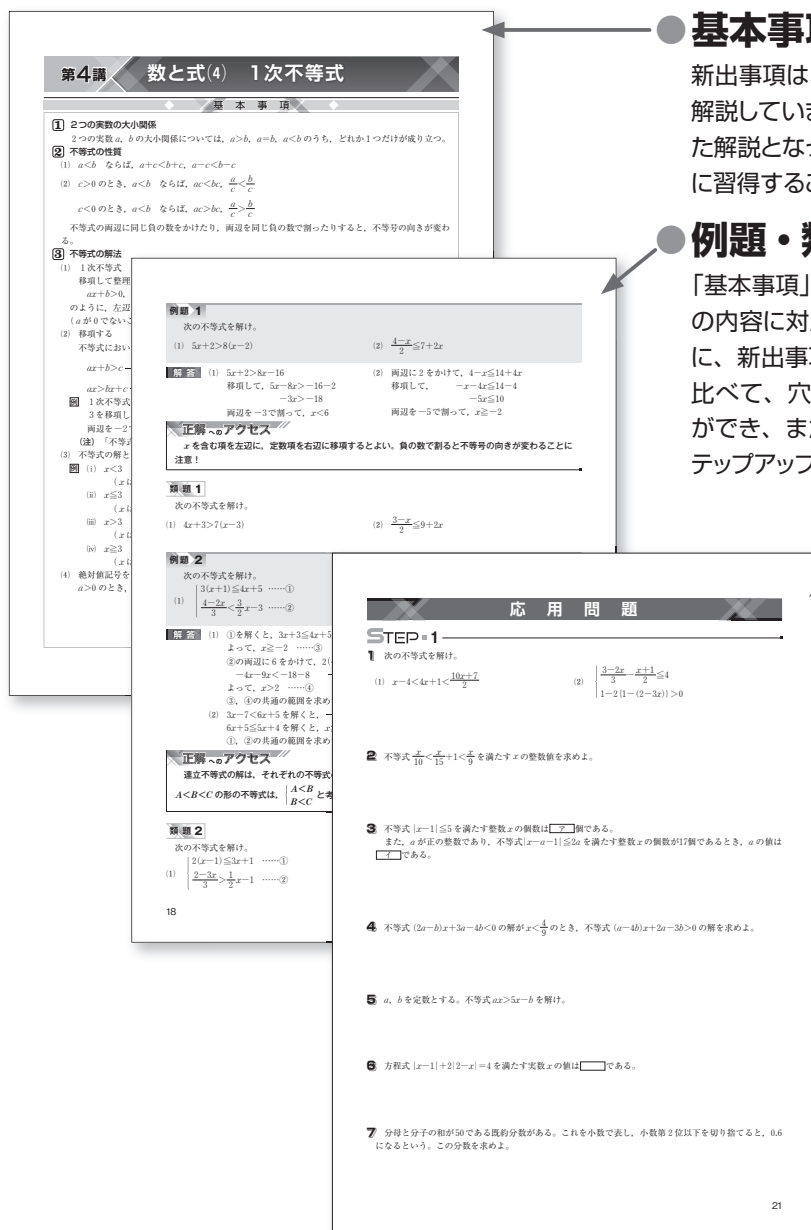 第4講 数と式(4) 1次不等式
基 本 事 項
1 2つの実数の大小関係
2つの実数a, bの大小関係については，a>b，a=b，a<bのうち，どれか1つだけが成り立つ。
2 不等式の性質
(1) a<b ならば，a+c<b+c，a−c<b−c
(2) c>0のとき，a<b ならば，ac<bc，a/c<b/c
c<0のとき，a<b ならば，ac>bc，a/c>b/c
不等式の両辺に同じ負の数をかけたり，両辺を同じ負の数で割ったりすると，不等号の向きが変わ
る。
3 不等式の解法
(1) 1次不等式
移項して整理
ax+b>0，
のように，左辺
(aが0でないこ
(2) 移項する
不等式におい
ax+b>c
ax>bx+c
例 1次不等式
3を移項し
両辺を−2で
(注) 「不等式
(3) 不等式の解と
例 (i) x<3
(xは
(ii) x≦3
(xは
(iii) x>3
(xは
(iv) x≧3
(xは
(4) 絶対値記号を
a>0のとき，
例題 1
次の不等式を解け。
(1) 5x+2>8(x−2) (2) (4−x)/2≦7+2x
解 答 (1) 5x+2>8x−16 (2) 両辺に2をかけて，4−x≦14+4x
移項して，5x−8x>−16−2 移項して， −x−4x≦14−4
−3x>−18 −5x≦10
両辺を−3で割って，x<6 両辺を−5で割って，x≧−2
正解へのアクセス
xを含む項を左辺に，定数項を右辺に移項するとよい。負の数で割ると不等号の向きが変わることに
注意！
類題 1
次の不等式を解け。
(1) 4x+3>7(x−3) (2) (3−x)/2≦9+2x
例題 2
次の不等式を解け。
(1) 3(x+1)≦4x+5 ……①
(4−2x)/3<3/2x−3 ……②
解 答 (1) ①を解くと，3x+3≦4x+5
よって，x≧−2 ……③
②の両辺に6をかけて，2(
−4x−9x<−18−8
よって，x>2 ……④
③，④の共通の範囲を求め
(2) 3x−7<6x+5を解くと，−
6x+5≦5x+4を解くと，x
①，②の共通の範囲を求め
正解へのアクセス
連立不等式の解は，それぞれの不等式
A<B<Cの形の不等式は，{A<B B<C と考
類題 2
次の不等式を解け。
(1) 2(x−1)≦3x+1 ……①
(2−3x)/3>1/2x−1 ……②
18
応 用 問 題
STEP 1
1 次の不等式を解け。
(1) x−4<4x+1<(10x+7)/2 (2) (3−2x)/3−(x+1)/2≦4
1−2{1−(2−3x)}>0
2 不等式 x/10<x/15+1<x/9 を満たすxの整数値を求めよ。
3 不等式 |x−1|≦5 を満たす整数xの個数は ア 個である。
また，aが正の整数であり，不等式|x−a−1|≦2aを満たす整数xの個数が17個であるとき，aの値は
イ である。
4 不等式 (2a−b)x+3a−4b<0の解がx<4/9のとき，不等式 (a−4b)x+2a−3b>0の解を求めよ。
5 a，bを定数とする。不等式 ax>5x−bを解け。
6 方程式 |x−1|+2|2−x|=4を満たす実数xの値は である。
7 分母と分子の和が50である既約分数がある。これを小数で表し，小数第2位以下を切り捨てると，0.6
になるという。この分数を求めよ。
21
●基本事項
新出事項は
解説していま
た解説となっ
に習得するこ
●例題・類
「基本事項」
の内容に対
に、新出事項
比べて、穴
ができ、また
テップアップ